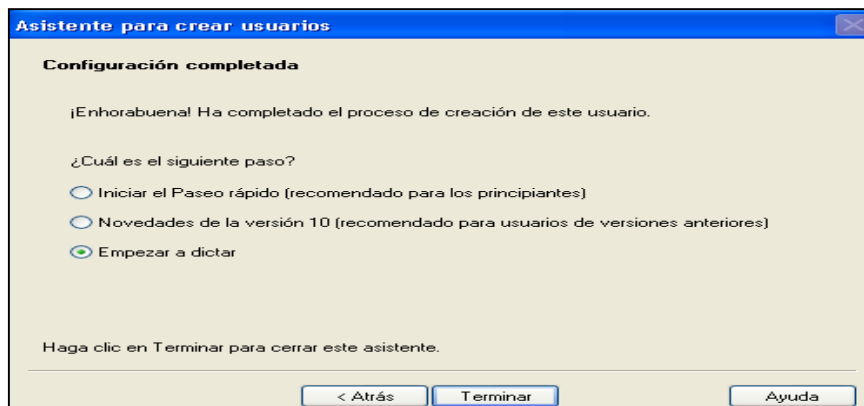 Asistente para crear usuarios
Configuración completada
¡Enhorabuena! Ha completado el proceso de creación de este usuario.
¿Cuál es el siguiente paso?
Iniciar el Paseo rápido (recomendado para los principiantes)
Novedades de la versión 10 (recomendado para usuarios de versiones anteriores)
Empezar a dictar
Haga clic en Terminar para cerrar este asistente.
< Atrás Terminar Ayuda